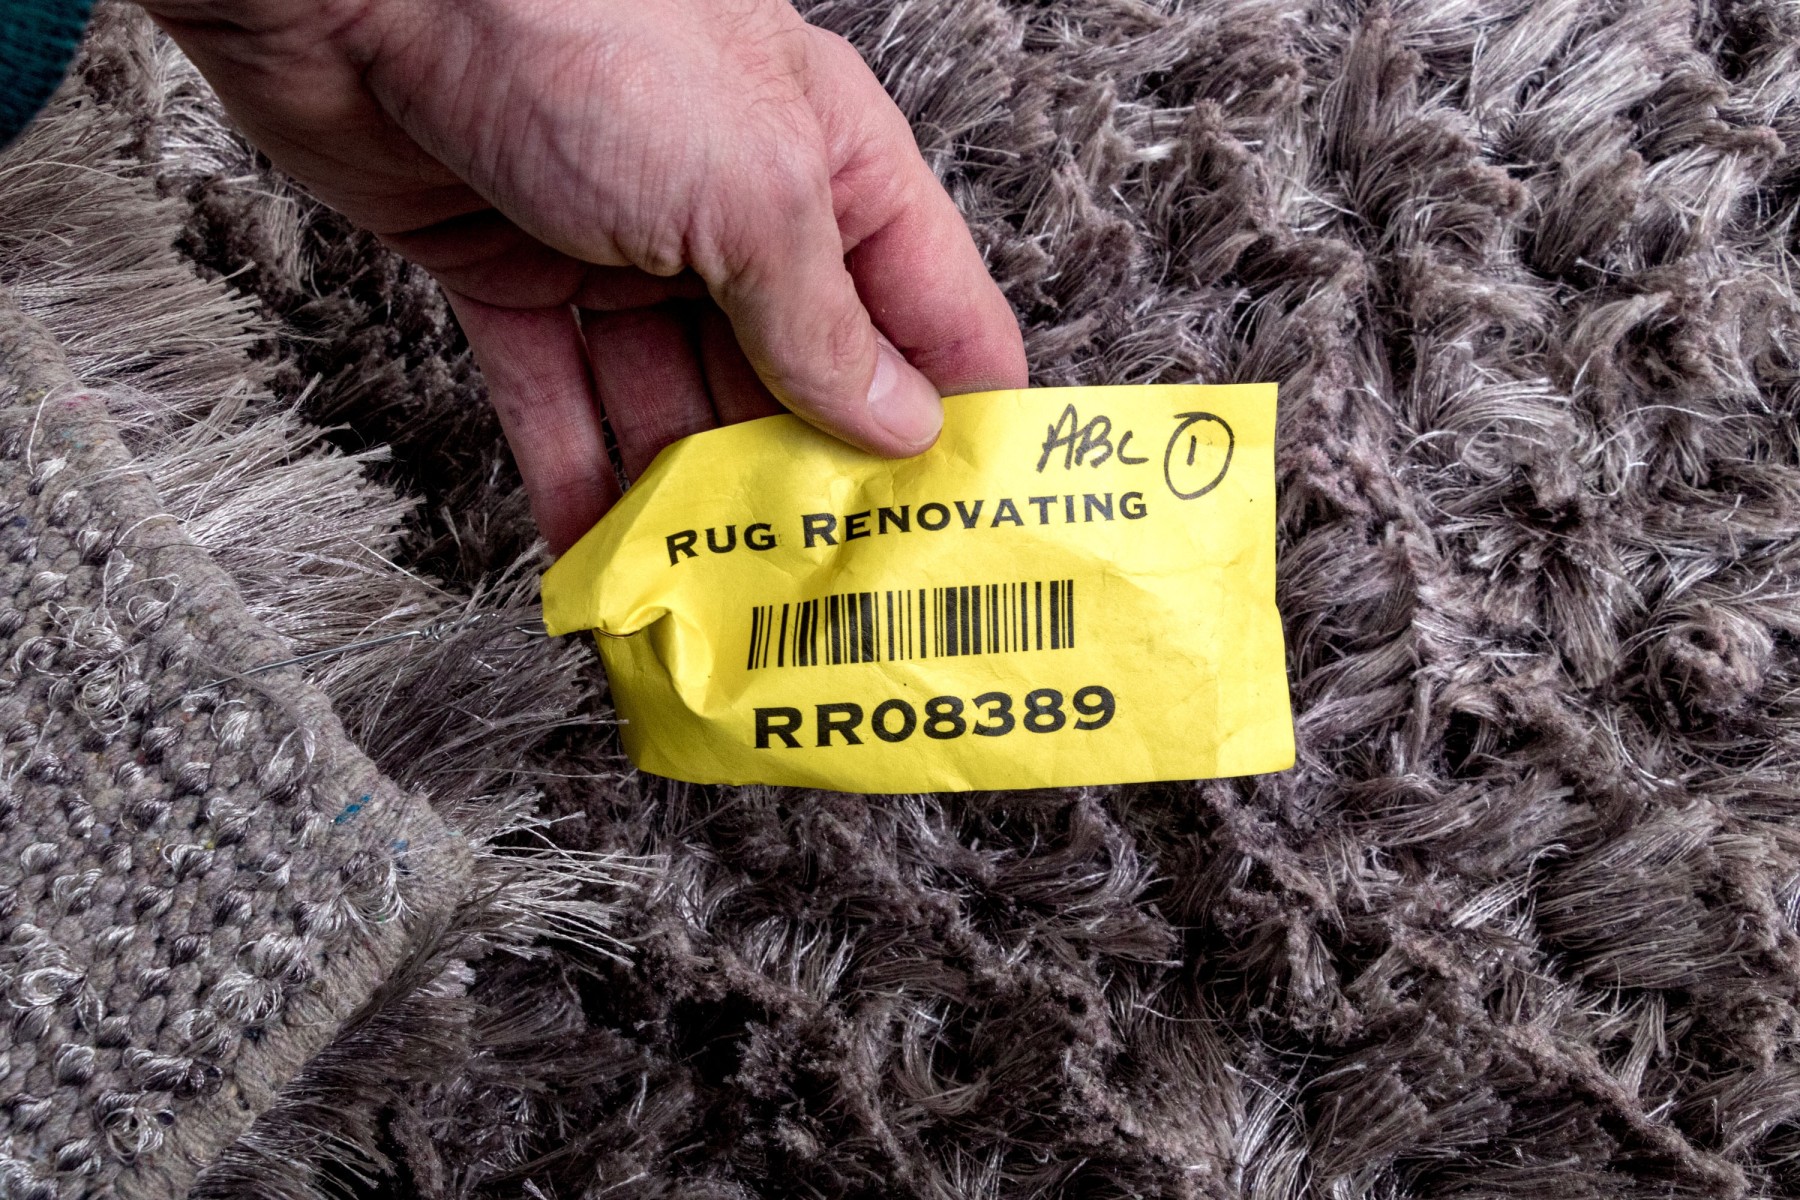 ABC 1
RUG RENOVATING
RR08389